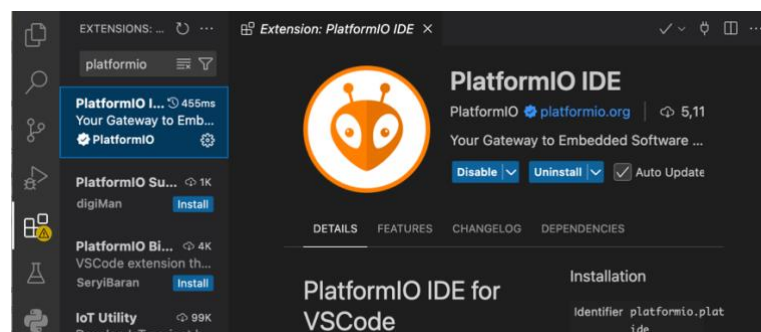 EXTENSIONS: ...
platformio
PlatformIO I... 455ms
Your Gateway to Emb...
PlatformIO
PlatformIO Su... 1K
digiMan
Install
PlatformIO Bi... 4K
VSCode extension th...
SeryiBaran
Install
IoT Utility 99K
Extension: PlatformIO IDE
PlatformIO IDE
PlatformIO platformio.org 5,11
Your Gateway to Embedded Software ...
Disable Uninstall Auto Update
DETAILS FEATURES CHANGELOG DEPENDENCIES
PlatformIO IDE for
VSCode
Installation
Identifier platformio.plat
ide